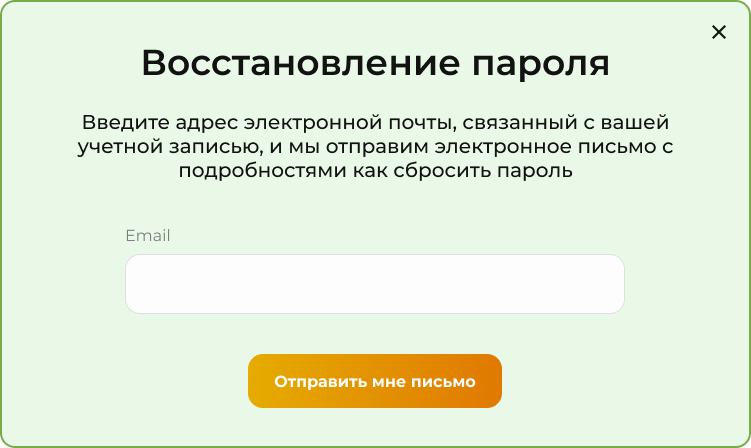 Восстановление пароля
Введите адрес электронной почты, связанный с вашей
учетной записью, и мы отправим электронное письмо с
подробностями как сбросить пароль
Email
Отправить мне письмо